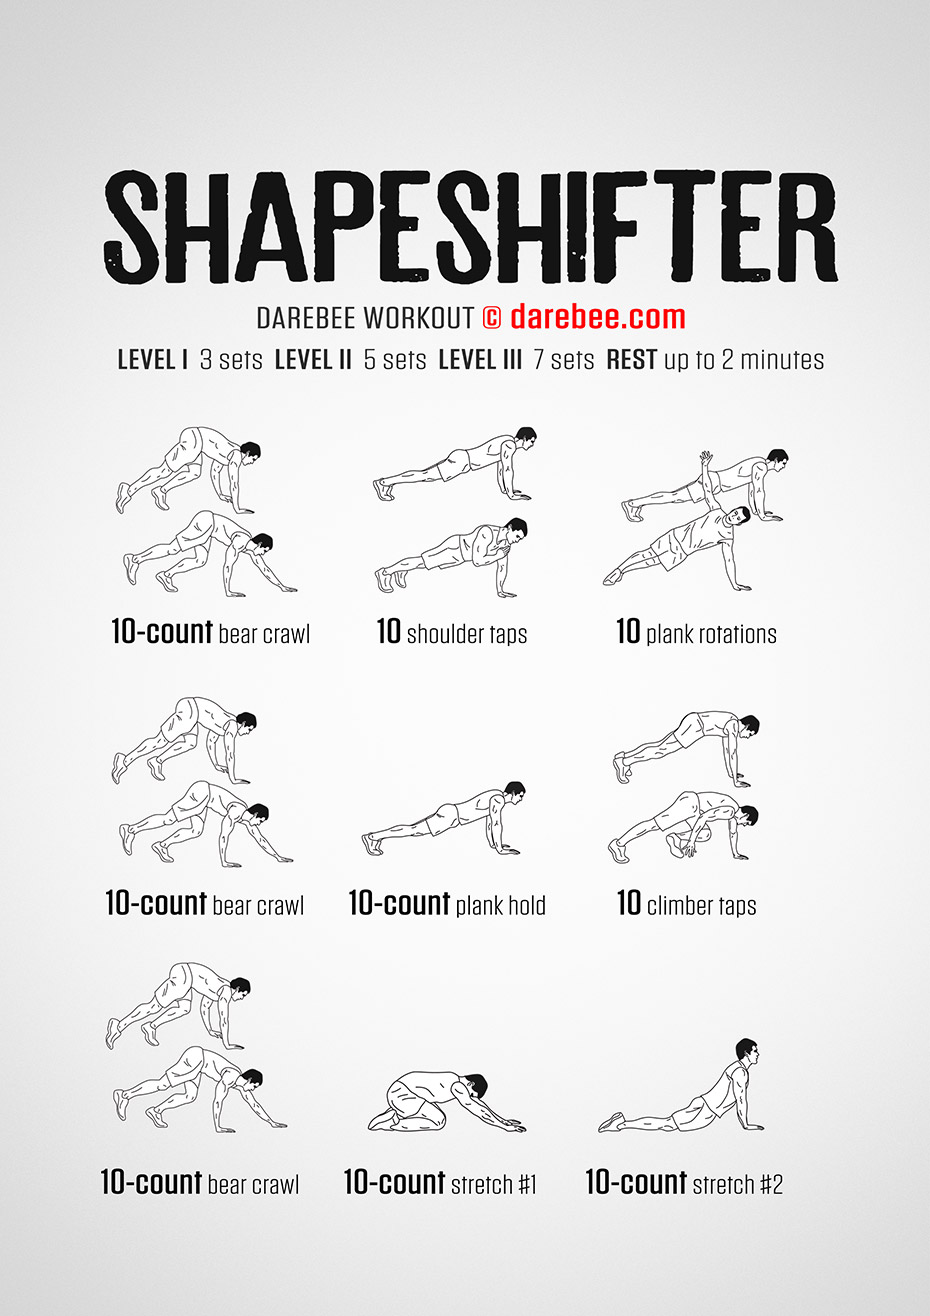 SHAPESHIFTER
DAREBEE WORKOUT © darebee.com
LEVEL I 3 sets LEVEL II 5 sets LEVEL III 7 sets REST up to 2 minutes
10-count bear crawl
10 shoulder taps
10 plank rotations
10-count bear crawl
10-count plank hold
10 climber taps
10-count bear crawl
10-count stretch #1
10-count stretch #2